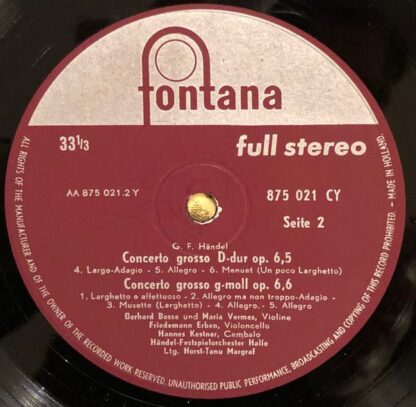 fontana
33 1/3
full stereo
AA 875 021.2 Y
875 021 CY
Seite 2
G. F. Händel
Concerto grosso D-dur op. 6,5
4. Largo-Adagio - 5. Allegro - 6. Menuet (Un poco Larghetto)
Concerto grosso g-moll op. 6,6
1. Larghetto e affettuoso - 2. Allegro ma non troppo-Adagio -
3. Musette (Larghetto) - 4. Allegro, 5. Allegro
Gerhard Bosse und Maria Vermes, Violine
Friedemann Erben, Violoncello
Hannes Kestner, Cembalo
Händel-Festspielorchester Halle
Ltg. Horst-Tanu Margraf
ALL RIGHTS OF THE MANUFACTURER AND OF THE OWNER OF THE RECORDED WORK RESERVED. UNAUTHORISED PUBLIC PERFORMANCE, BROADCASTING AND COPYING OF THIS RECORD PROHIBITED. MADE IN HOLLAND.